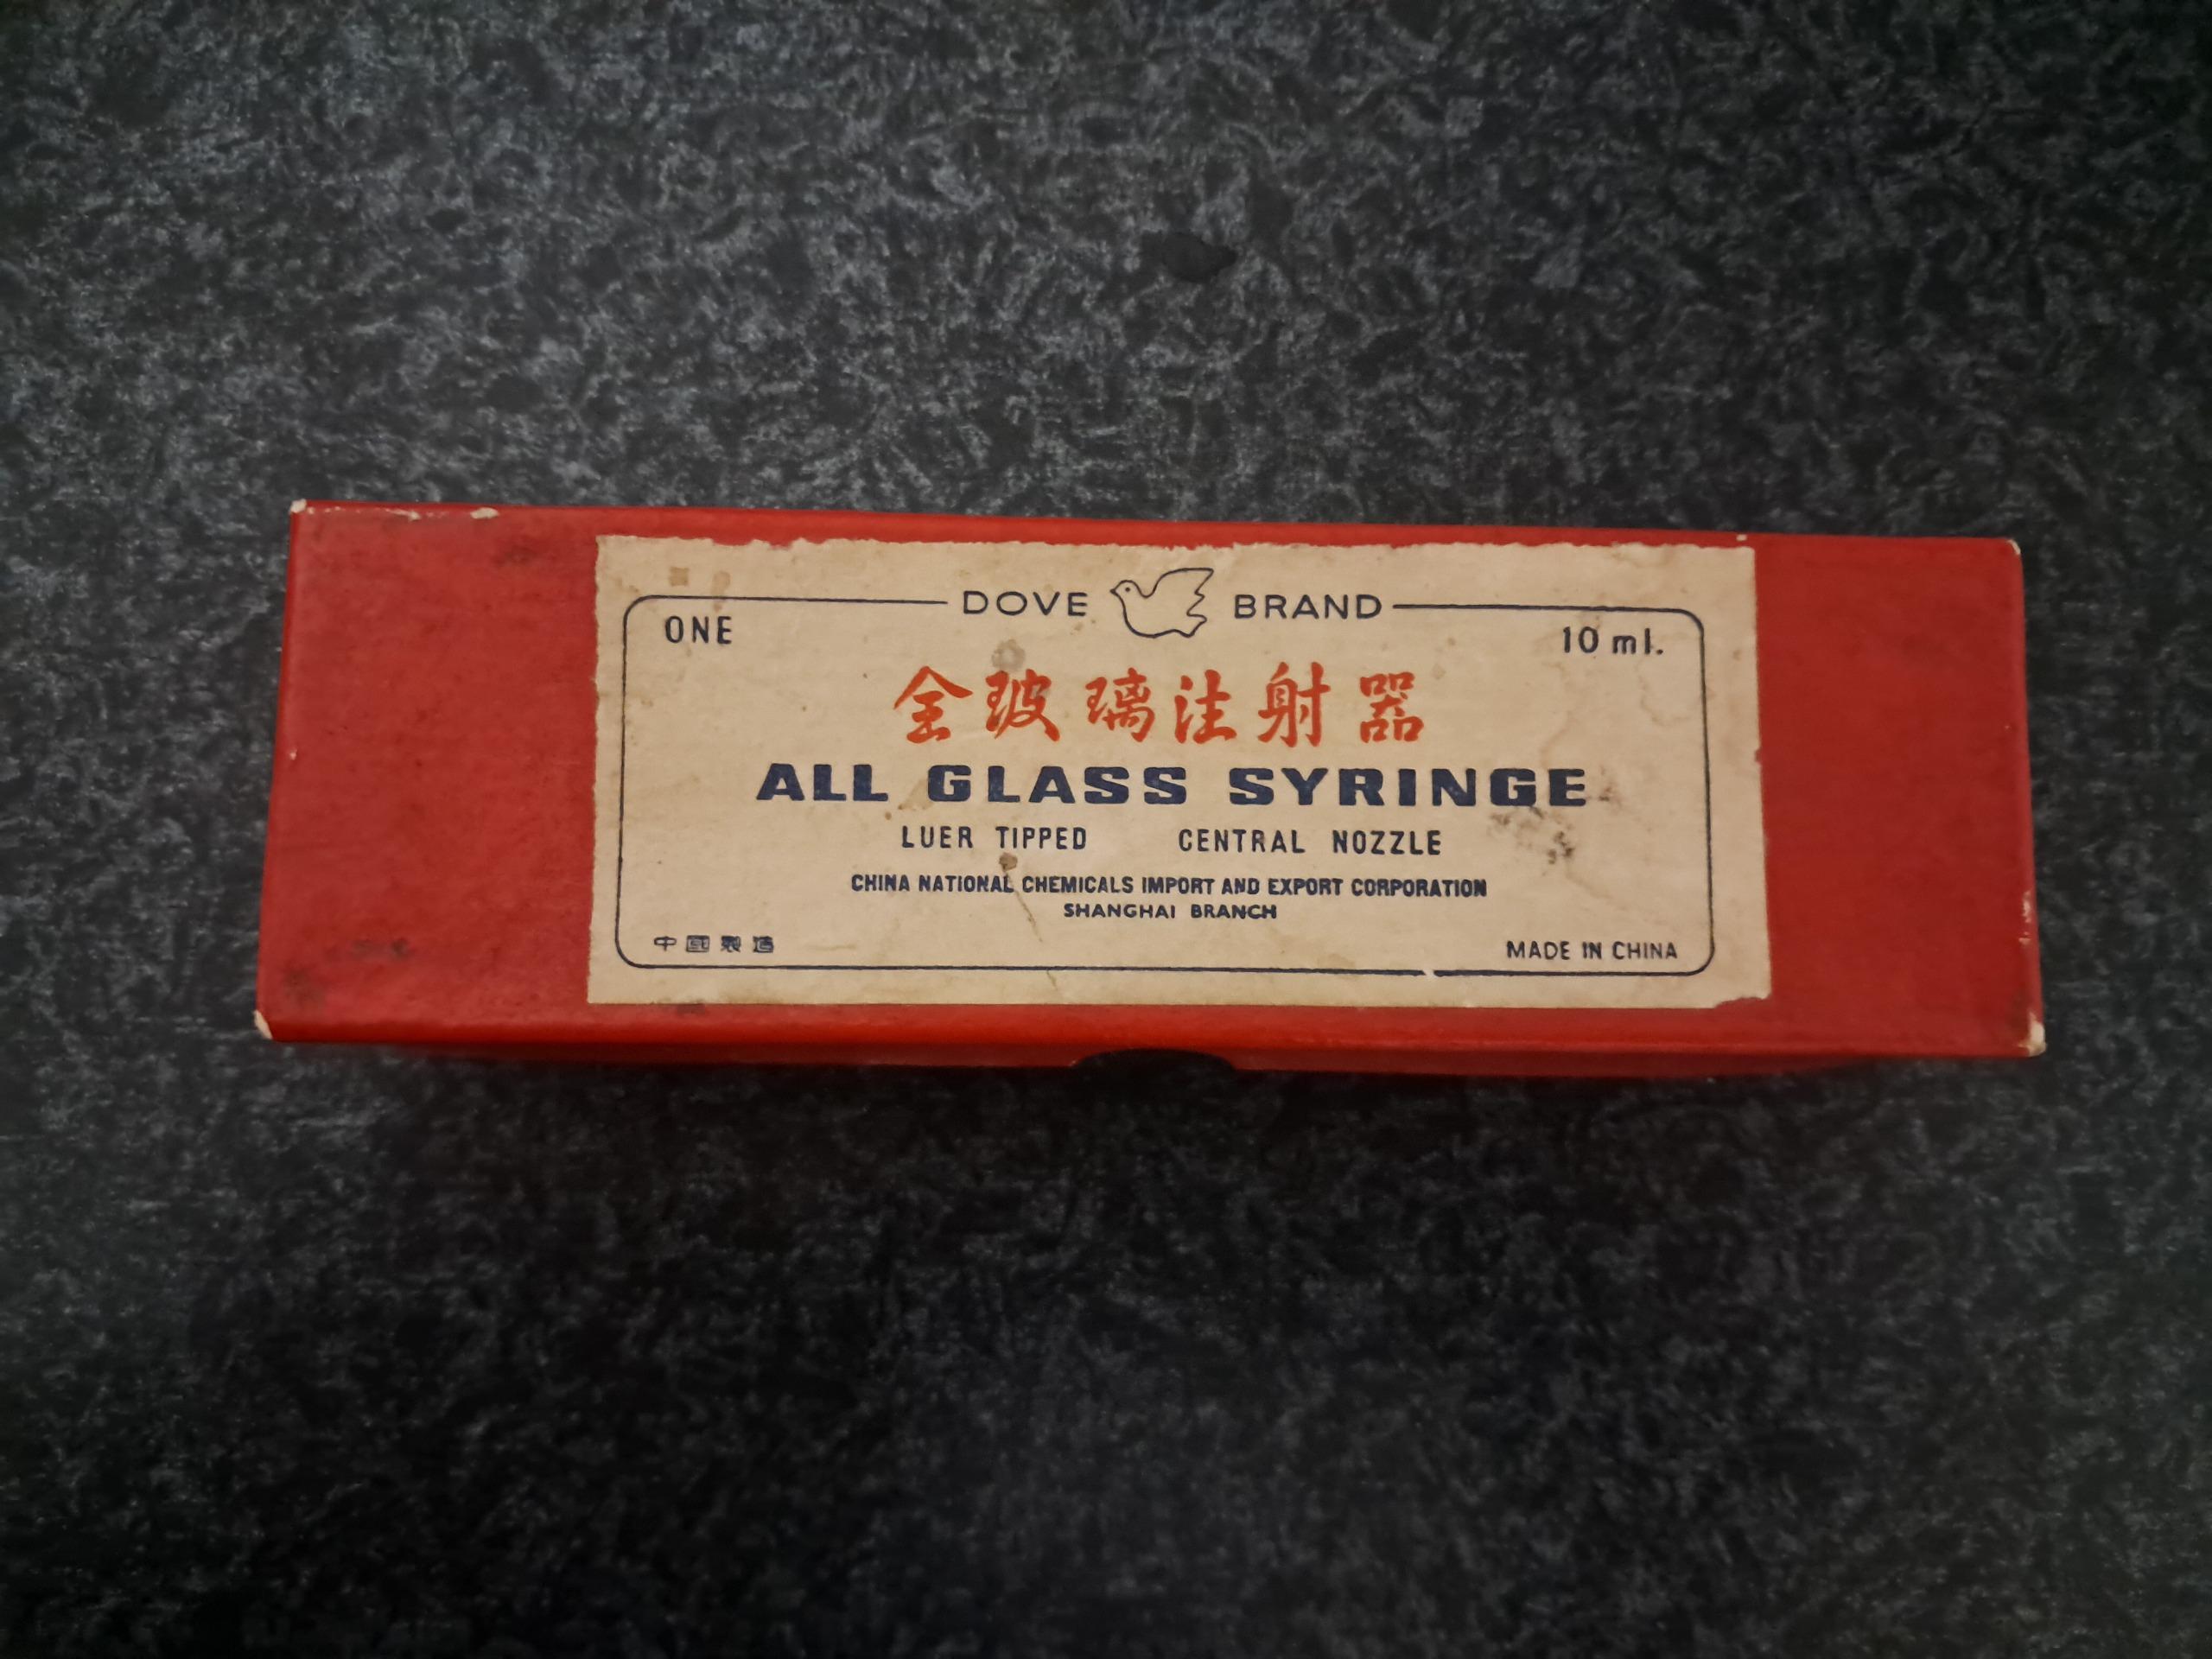 DOVE BRAND
ONE 10 ml.
全玻璃注射器
ALL GLASS SYRINGE
LUER TIPPED CENTRAL NOZZLE
CHINA NATIONAL CHEMICALS IMPORT AND EXPORT CORPORATION
SHANGHAI BRANCH
中國製造 MADE IN CHINA